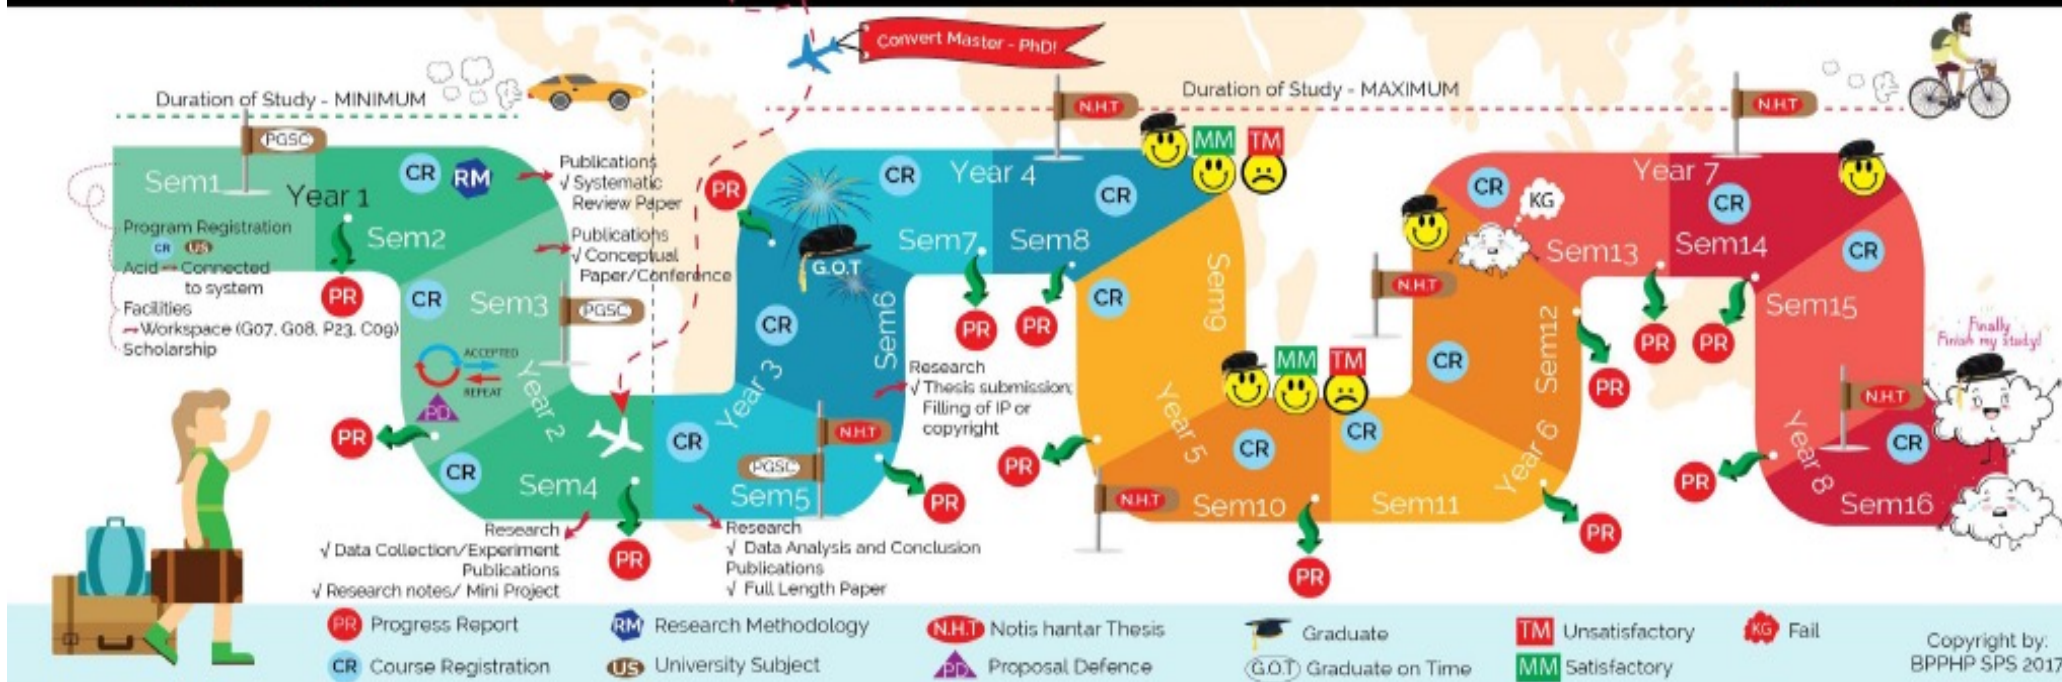 Convert Master - PhD!
Duration of Study - MINIMUM
Duration of Study - MAXIMUM
PGSC
Sem1
Year 1
Program Registration
CR US
Acid Connected
to system
Facilities
Workspace (G07, G08, P23, C09)
Scholarship
PR
CR RM
Sem2
Publications
√ Systematic
Review Paper
Publications
√ Conceptual
Paper/Conference
CR
Sem3
PGSC
ACCEPTED
REPEAT
PD
Year 2
PR
CR
Sem4
Research
√ Data Collection/Experiment
Publications
√ Research notes/ Mini Project
PR
CR
Year 3
PGSC
N.H.T
Sem5
Research
√ Data Analysis and Conclusion
Publications
√ Full Length Paper
PR
CR
Sem6
G.O.T
Research
√ Thesis submission;
Filling of IP or
copyright
PR
CR
Year 4
Sem7
PR
N.H.T
CR
Sem8
PR
MM TM
CR
Sem9
Year 5
PR
N.H.T
CR
Sem10
PR
MM TM
CR
Sem11
Year 6
PR
N.H.T
CR
Sem12
PR
CR
KG
Sem13
Year 7
PR
N.H.T
CR
Sem14
PR
CR
Sem15
PR
N.H.T
Year 8
CR
Sem16
Finally
Finish my study!
PR Progress Report
CR Course Registration
RM Research Methodology
US University Subject
N.H.T Notis hantar Thesis
PD Proposal Defence
Graduate
G.O.T Graduate on Time
TM Unsatisfactory
MM Satisfactory
KG Fail
Copyright by:
BPPHP SPS 2017